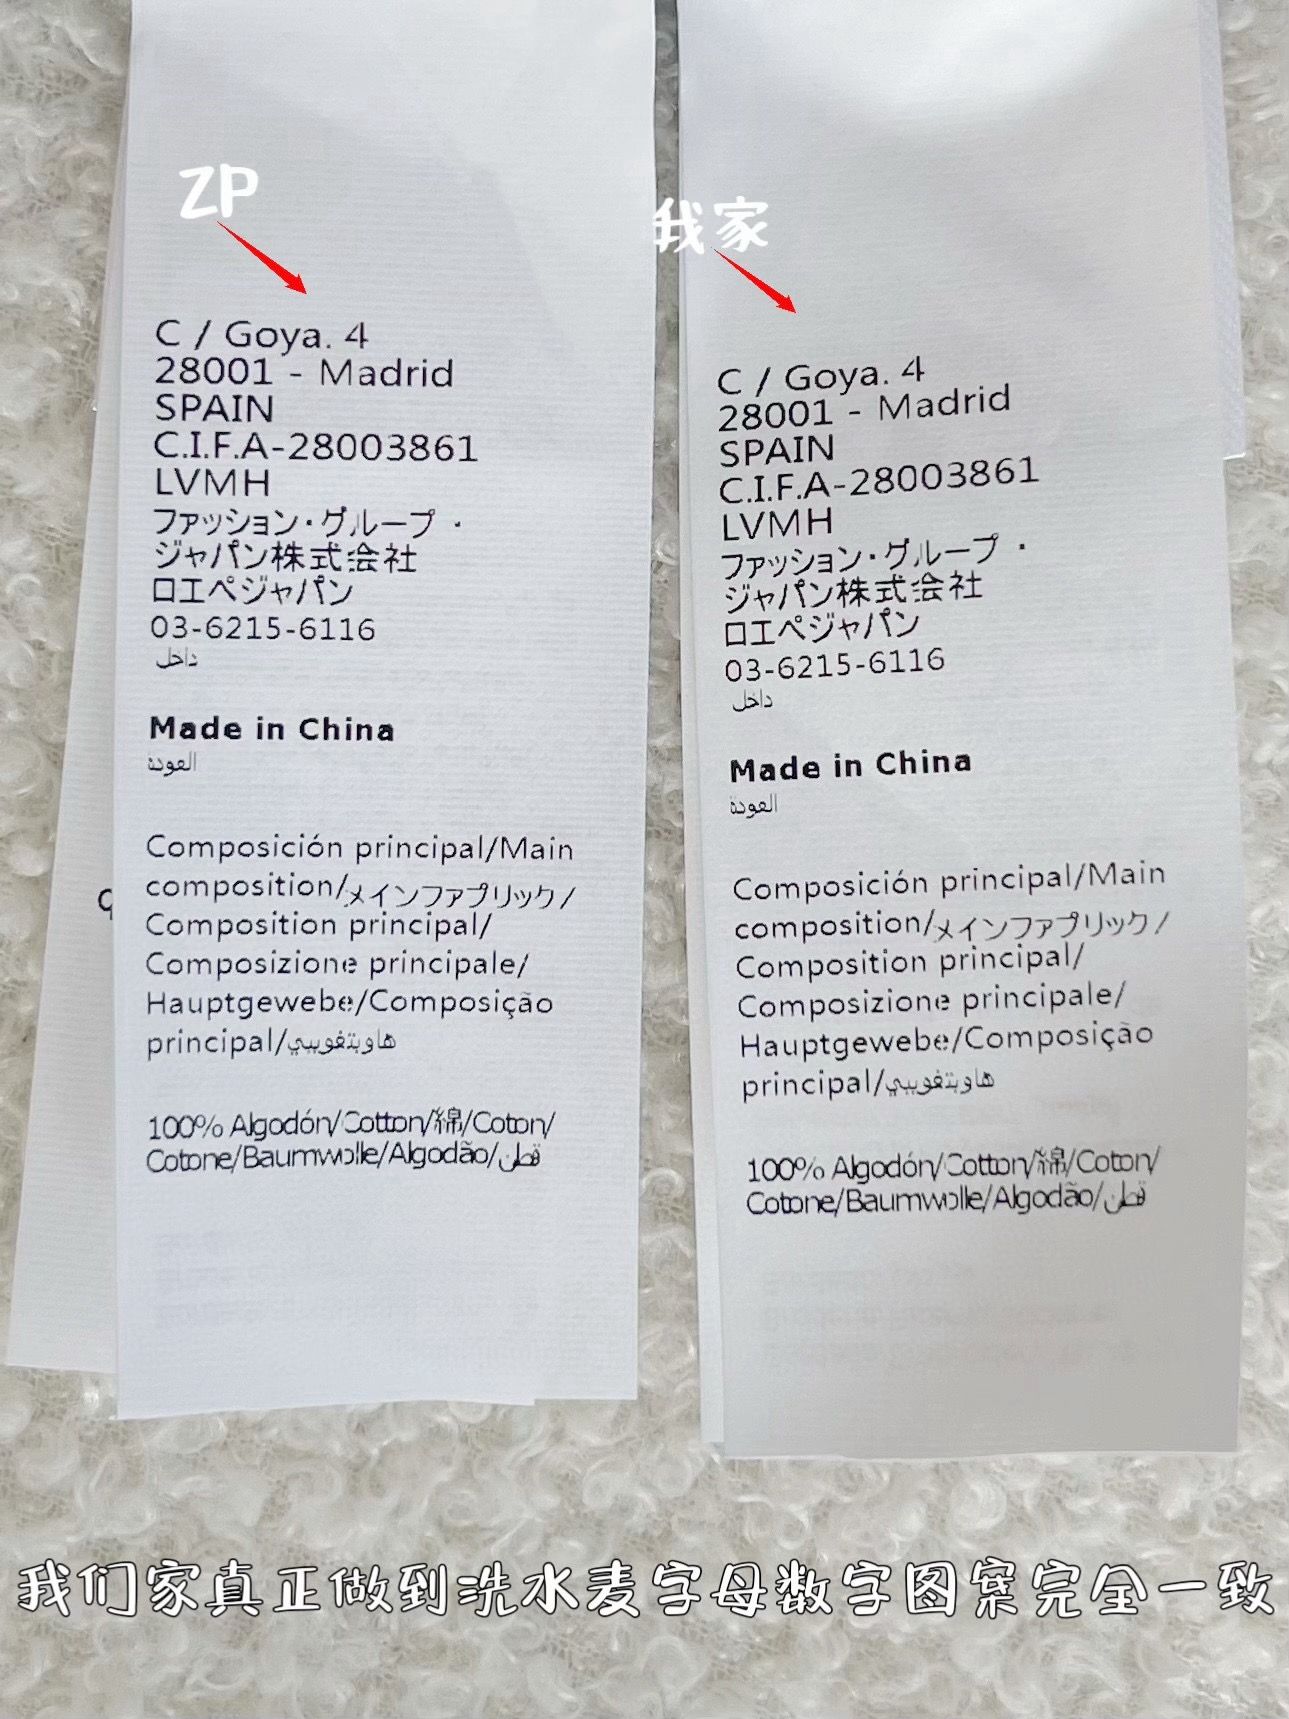 ZP
C / Goya. 4
28001 - Madrid
SPAIN
C.I.F.A-28003861
LVMH
ファッション・グループ ・
ジャパン株式会社
ロエペジャパン
03-6215-6116
داخل
Made in China
العودة
Composición principal/Main
composition/メインファブリック/
Composition principal/
Composizione principale/
Hauptgewebe/Composição
principal/هاوبتغويبي
100% Algodón/Cotton/綿/Coton/
Cotone/Baumwolle/Algodão/قطن
我家
C / Goya. 4
28001 - Madrid
SPAIN
C.I.F.A-28003861
LVMH
ファッション・グループ ・
ジャパン株式会社
ロエペジャパン
03-6215-6116
داخل
Made in China
العودة
Composición principal/Main
composition/メインファブリック/
Composition principal/
Composizione principale/
Hauptgewebe/Composição
principal/هاوبتغويبي
100% Algodón/Cotton/綿/Coton/
Cotone/Baumwolle/Algodão/قطن
我们家真正做到洗水麦字母数字图案完全一致